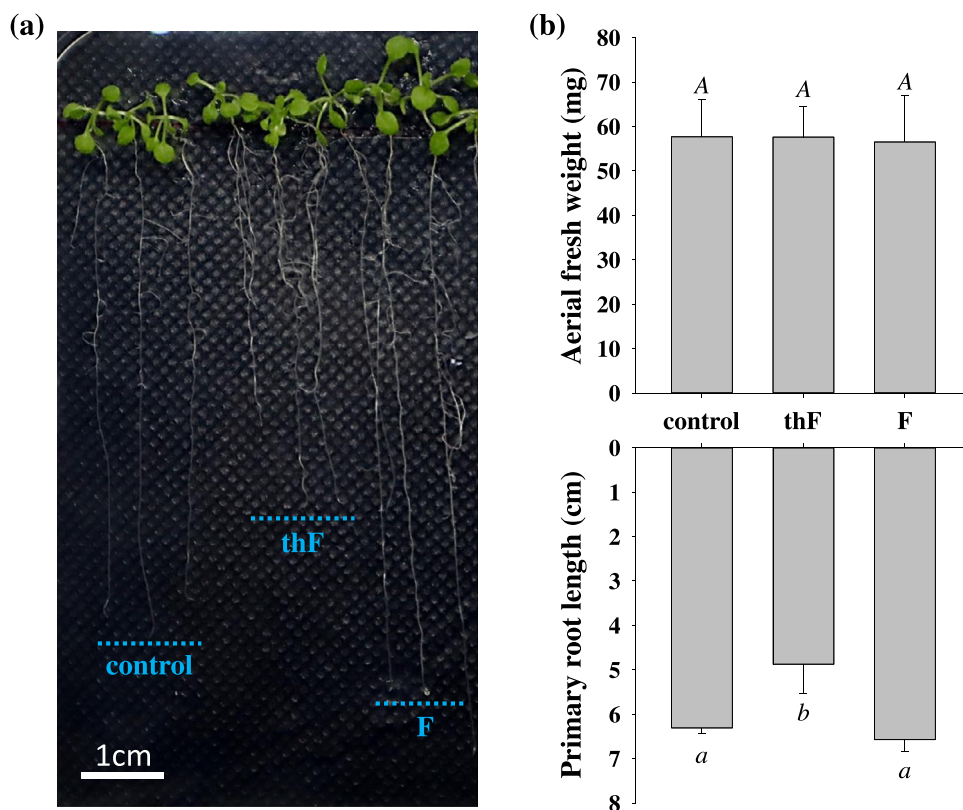 (a)
control
thF
F
1cm
(b)
Aerial fresh weight (mg)
80
70
60
50
40
30
20
10
0
A
A
A
control
thF
F
Primary root length (cm)
0
1
2
3
4
5
6
7
8
a
b
a